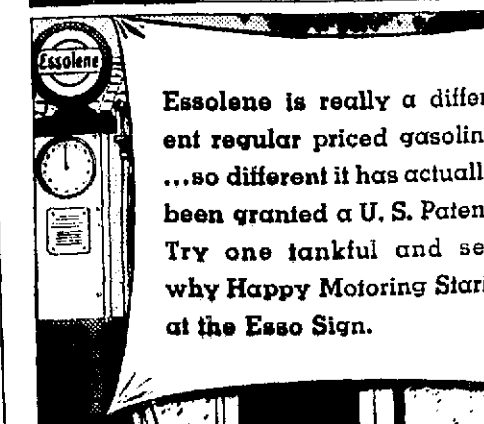 Essolene
Essolene is really a differ
ent regular priced gasolin
...so different it has actuall
been granted a U. S. Paten
Try one tankful and se
why Happy Motoring Star
at the Esso Sign.